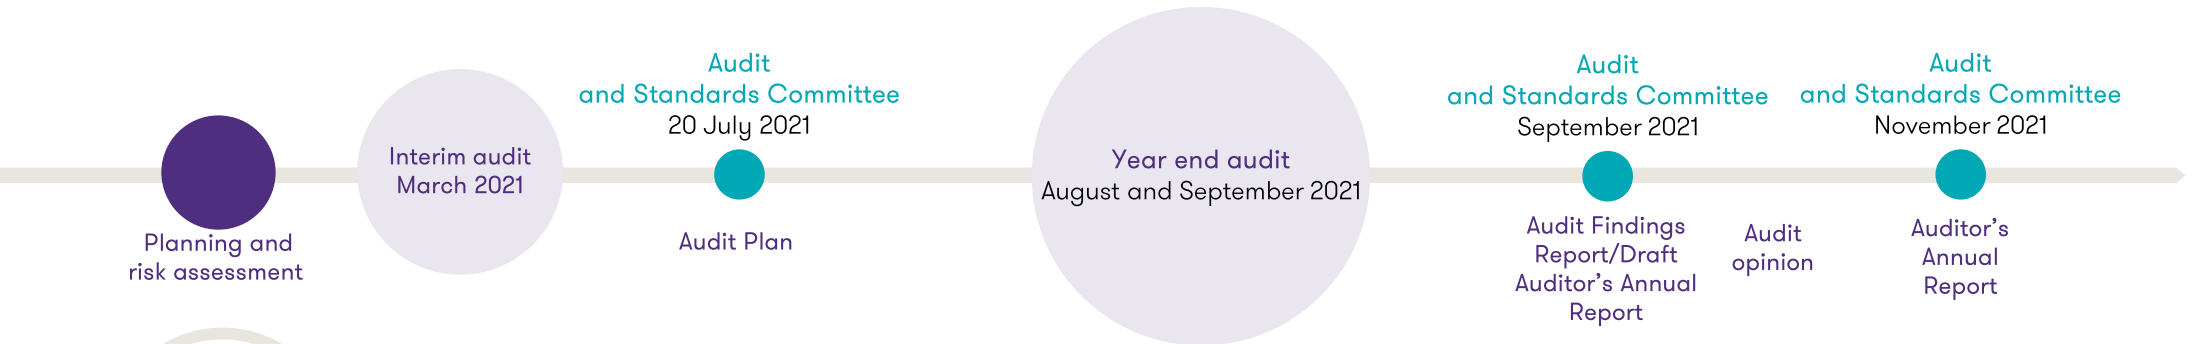 Planning and
risk assessment
Interim audit
March 2021
Audit
and Standards Committee
20 July 2021
Audit Plan
Year end audit
August and September 2021
Audit
and Standards Committee
September 2021
Audit Findings
Report/Draft
Auditor’s Annual
Report
Audit
opinion
Audit
and Standards Committee
November 2021
Auditor’s
Annual
Report